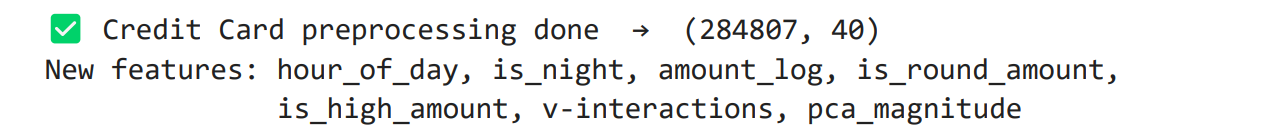 ✅ Credit Card preprocessing done → (284807, 40)
New features: hour_of_day, is_night, amount_log, is_round_amount,
is_high_amount, v-interactions, pca_magnitude